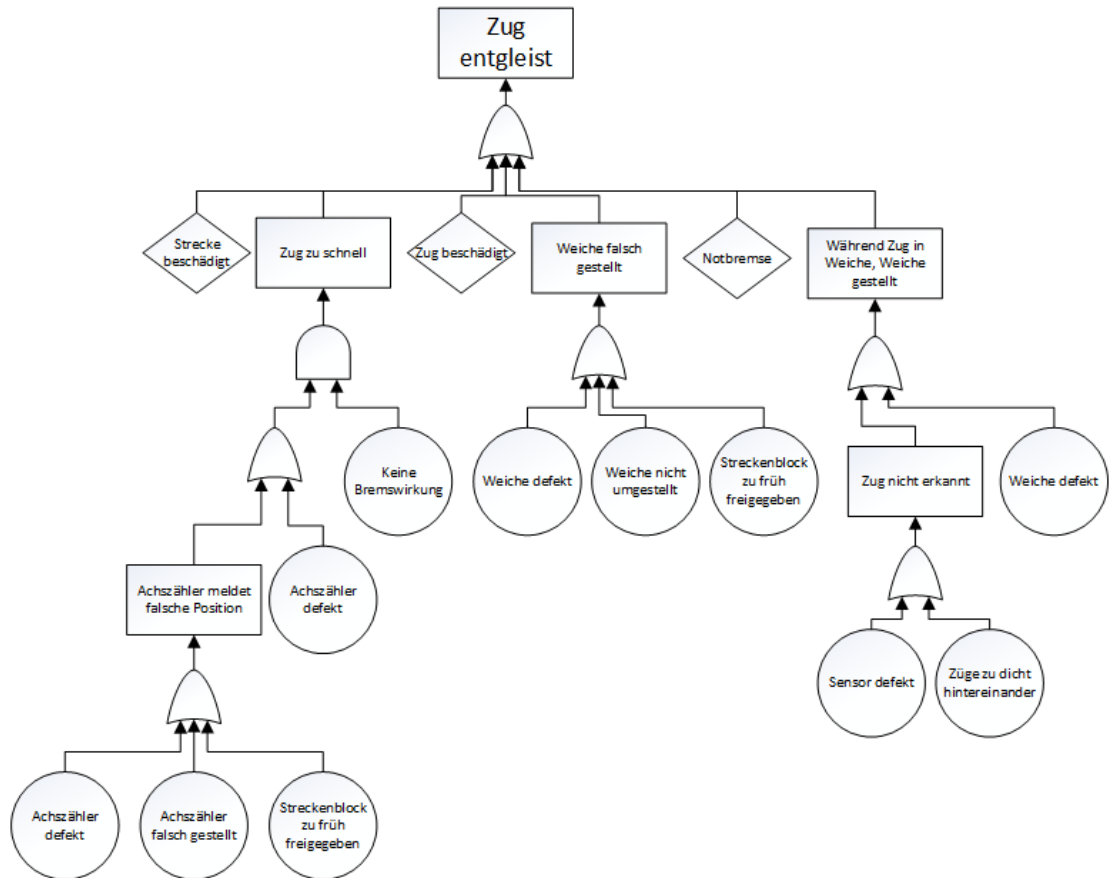 Zug
entgleist
Strecke
beschädigt
Zug zu schnell
Zug beschädigt
Weiche falsch
gestellt
Notbremse
Während Zug in
Weiche, Weiche
gestellt
Keine
Bremswirkung
Weiche defekt
Weiche nicht
umgestellt
Streckenblock
zu früh
freigegeben
Zug nicht erkannt
Weiche defekt
Achszähler meldet
falsche Position
Achszähler
defekt
Sensor defekt
Züge zu dicht
hintereinander
Achszähler
defekt
Achszähler
falsch gestellt
Streckenblock
zu früh
freigegeben